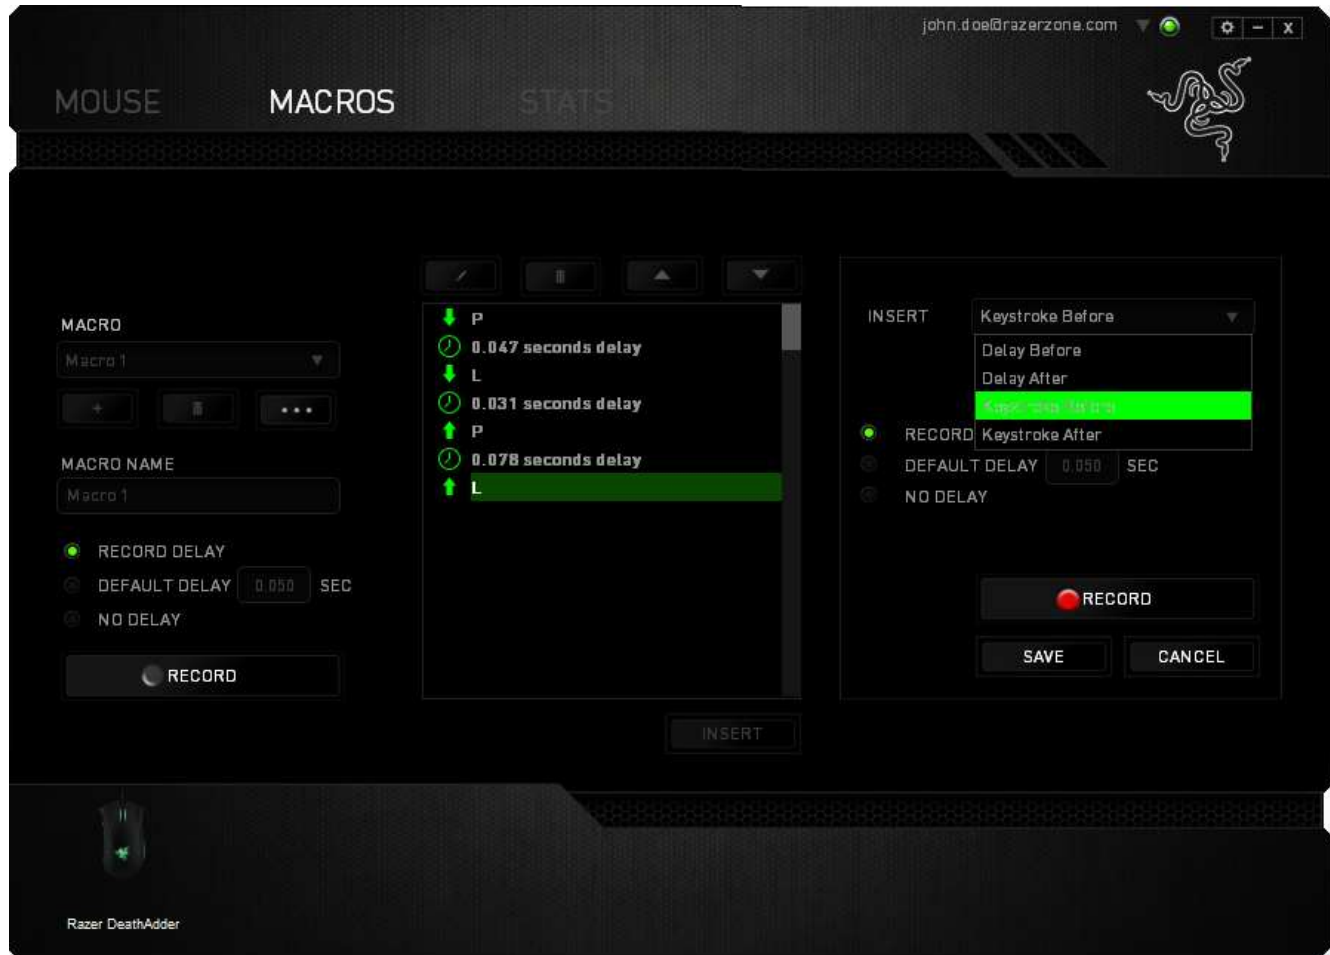 john.doe@razerzone.com
MOUSE
MACROS
STATS
MACRO
Macro 1
MACRO NAME
Macro 1
RECORD DELAY
DEFAULT DELAY 0.050 SEC
NO DELAY
RECORD
P
0.047 seconds delay
L
0.031 seconds delay
P
0.078 seconds delay
L
INSERT
INSERT Keystroke Before
Delay Before
Delay After
Keystroke Before
Keystroke After
RECORD
DEFAULT DELAY 0.050 SEC
NO DELAY
RECORD
SAVE CANCEL
Razer DeathAdder